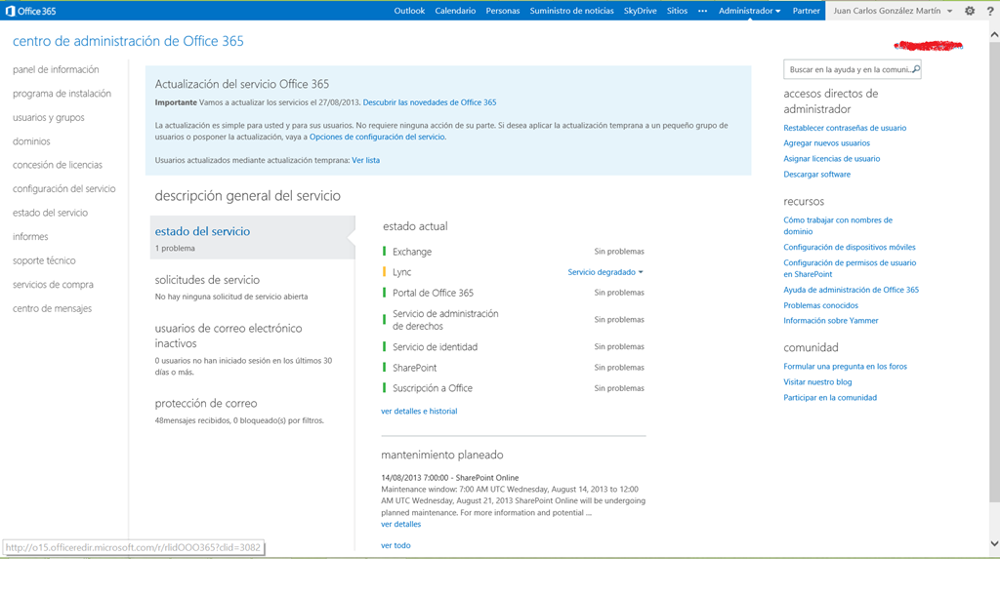 Office 365
Outlook Calendario Personas Suministro de noticias SkyDrive Sitios ••• Administrador Partner Juan Carlos González Martín ?
centro de administración de Office 365
panel de información
programa de instalación
usuarios y grupos
dominios
concesión de licencias
configuración del servicio
estado del servicio
informes
soporte técnico
servicios de compra
centro de mensajes
Actualización del servicio Office 365
Importante Vamos a actualizar los servicios el 27/08/2013. Descubrir las novedades de Office 365
La actualización es simple para usted y para sus usuarios. No requiere ninguna acción de su parte. Si desea aplicar la actualización temprana a un pequeño grupo de
usuarios o posponer la actualización, vaya a Opciones de configuración del servicio.
Usuarios actualizados mediante actualización temprana: Ver lista
descripción general del servicio
estado del servicio
1 problema
solicitudes de servicio
No hay ninguna solicitud de servicio abierta
usuarios de correo electrónico
inactivos
0 usuarios no han iniciado sesión en los últimos 30
días o más.
protección de correo
48mensajes recibidos, 0 bloqueado(s) por filtros.
estado actual
Exchange Sin problemas
Lync Servicio degradado
Portal de Office 365 Sin problemas
Servicio de administración
de derechos Sin problemas
Servicio de identidad Sin problemas
SharePoint Sin problemas
Suscripción a Office Sin problemas
ver detalles e historial
mantenimiento planeado
14/08/2013 7:00:00 - SharePoint Online
Maintenance window: 7:00 AM UTC Wednesday, August 14, 2013 to 12:00
AM UTC Wednesday, August 21, 2013 SharePoint Online will be undergoing
planned maintenance. For more information and potential ...
ver detalles
ver todo
Buscar en la ayuda y en la comuni...
accesos directos de
administrador
Restablecer contraseñas de usuario
Agregar nuevos usuarios
Asignar licencias de usuario
Descargar software
recursos
Cómo trabajar con nombres de
dominio
Configuración de dispositivos móviles
Configuración de permisos de usuario
en SharePoint
Ayuda de administración de Office 365
Problemas conocidos
Información sobre Yammer
comunidad
Formular una pregunta en los foros
Visitar nuestro blog
Participar en la comunidad
http://o15.officeredir.microsoft.com/r/rlidOOO365?clid=3082